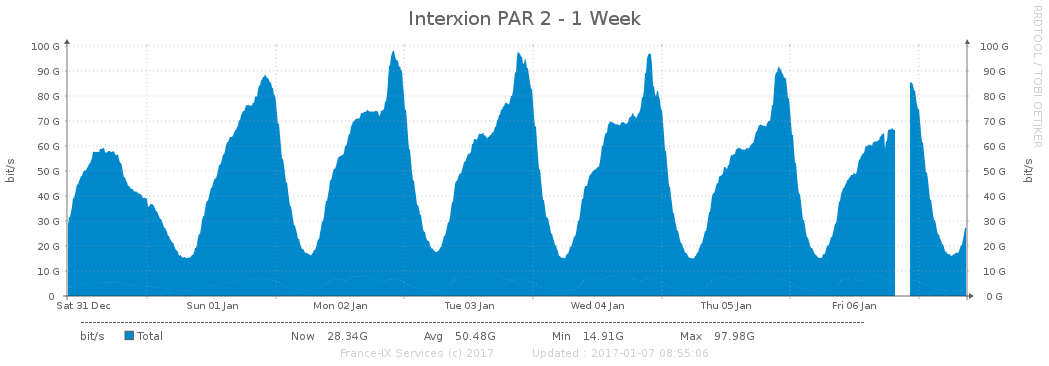 Interxion PAR 2 - 1 Week
RRDTOOL / TOBI OETIKER
bit/s
bit/s
100 G 100 G
90 G 90 G
80 G 80 G
70 G 70 G
60 G 60 G
50 G 50 G
40 G 40 G
30 G 30 G
20 G 20 G
10 G 10 G
0 0 G
Sat 31 Dec Sun 01 Jan Mon 02 Jan Tue 03 Jan Wed 04 Jan Thu 05 Jan Fri 06 Jan
bit/s Total Now 28.34G Avg 50.48G Min 14.91G Max 97.98G
France-IX Services (c) 2017 Updated : 2017-01-07 08:55:06